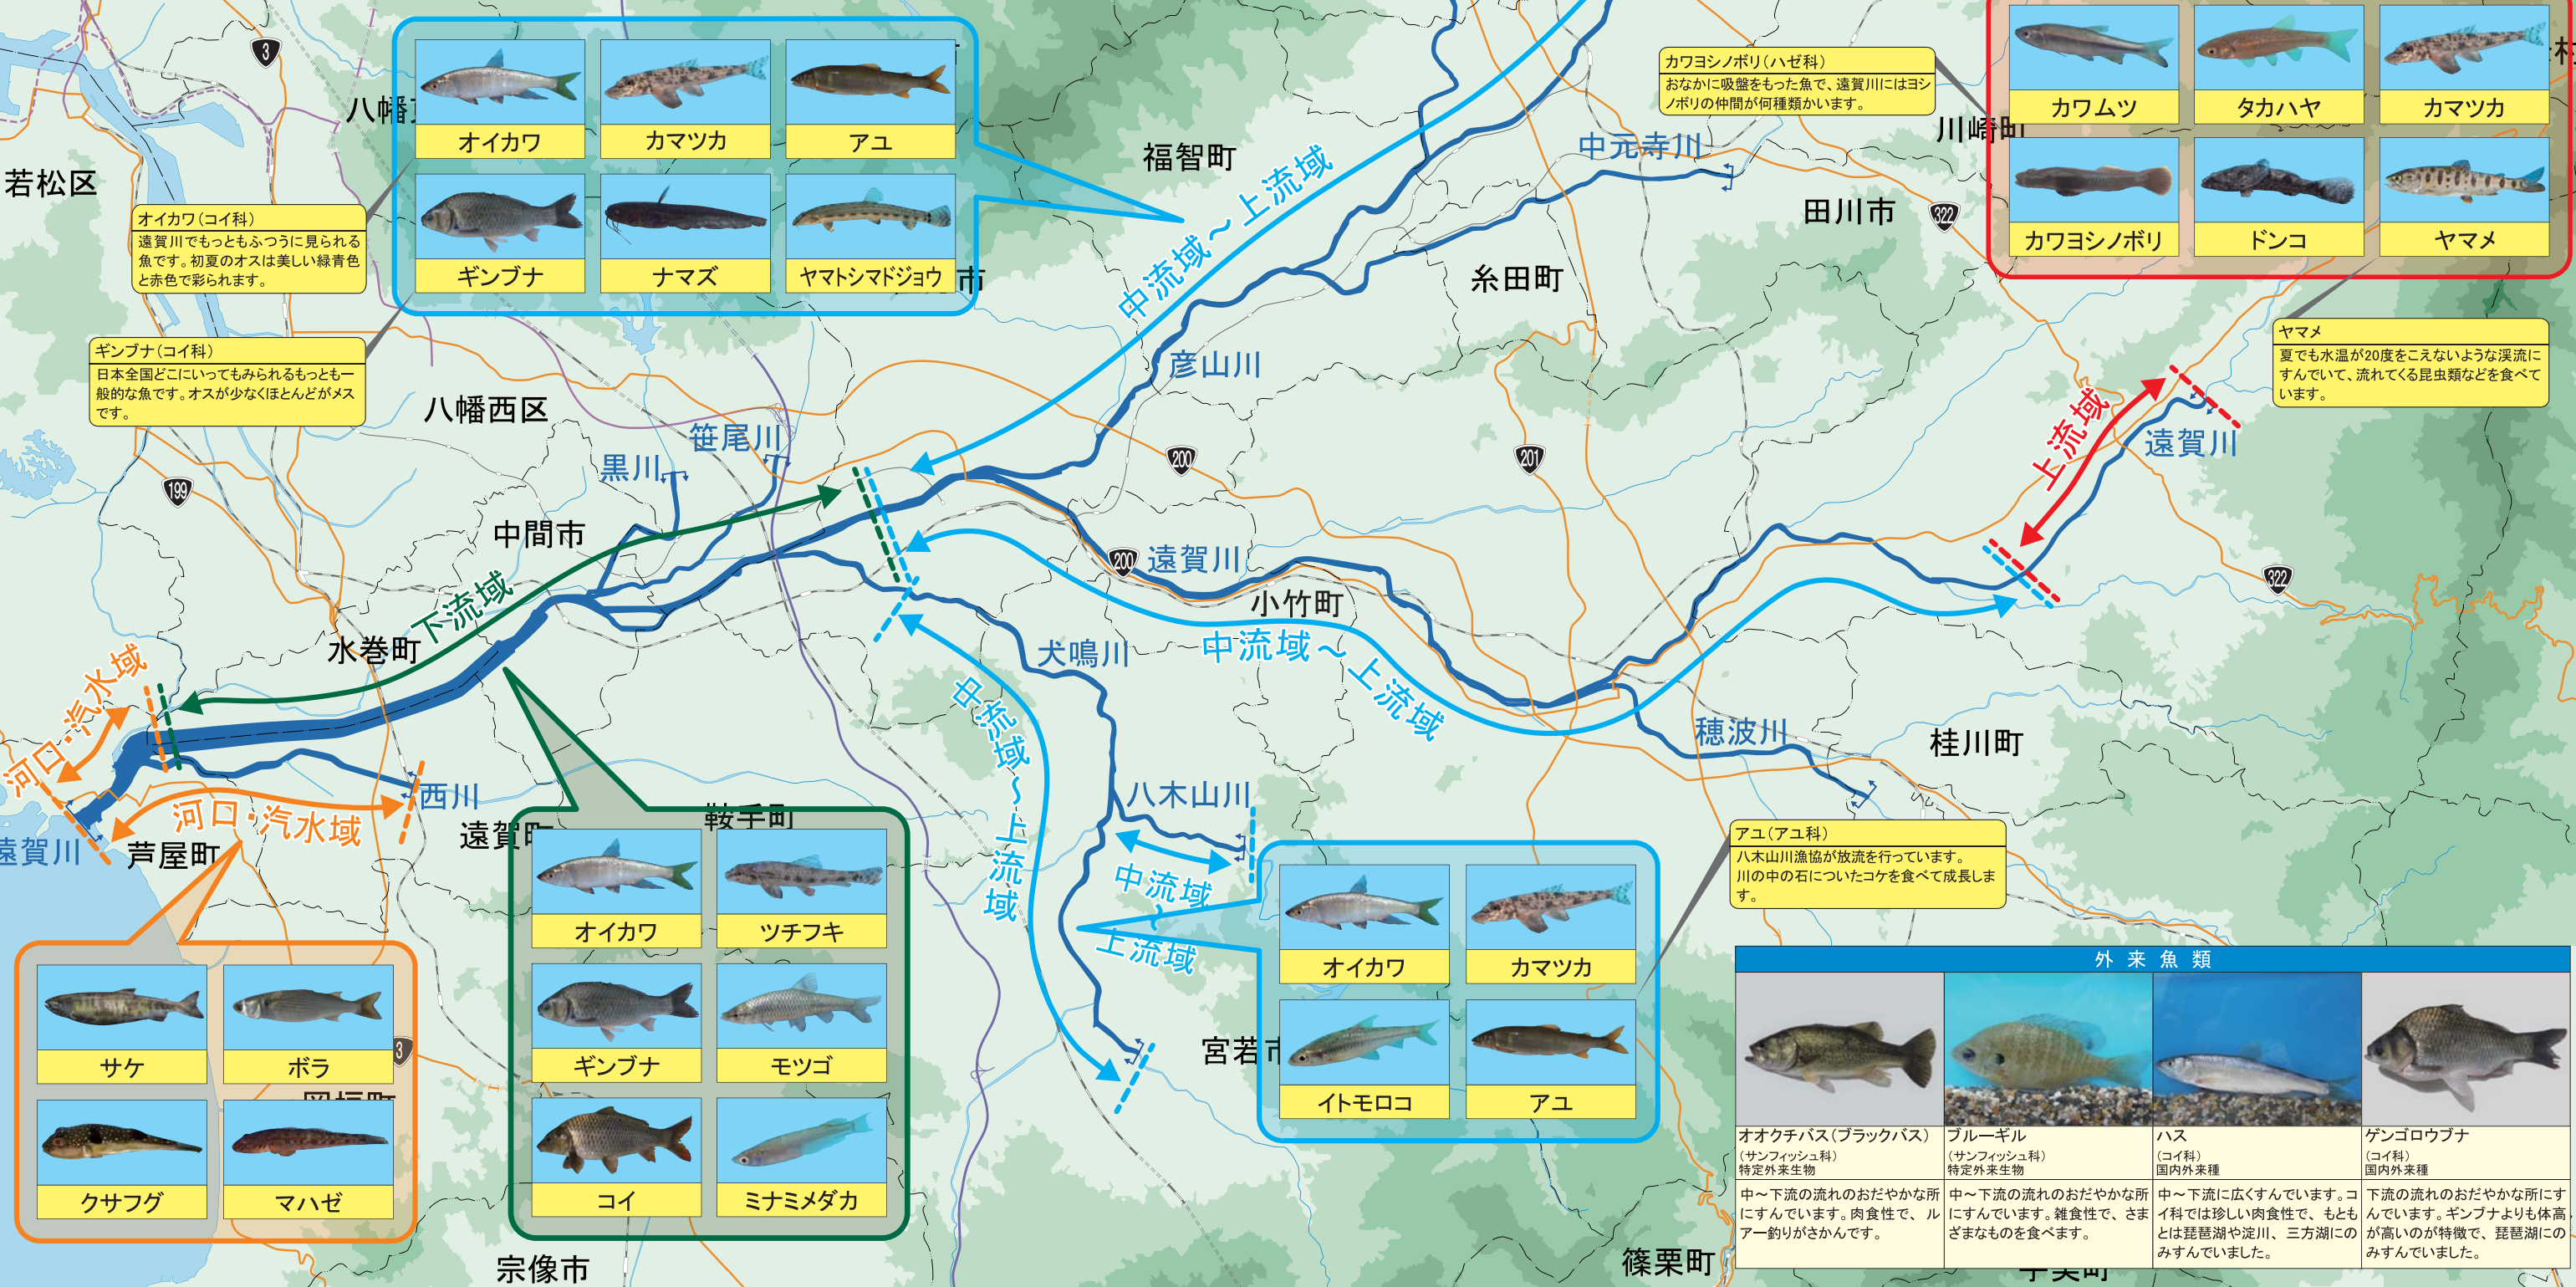 オイカワ
カマツカ
アユ
ギンブナ
ナマズ
ヤマトシマドジョウ
市
オイカワ(コイ科)
遠賀川でもっともふつうに見られる
魚です。初夏のオスは美しい緑青色
と赤色で彩られます。
ギンブナ(コイ科)
日本全国どこにいってもみられるもっとも一
般的な魚です。オスが少なくほとんどがメス
です。
カワヨシノボリ(ハゼ科)
おなかに吸盤をもった魚で、遠賀川にはヨシ
ノボリの仲間が何種類かいます。
カワムツ
タカハヤ
カマツカ
カワヨシノボリ
ドンコ
ヤマメ
ヤマメ
夏でも水温が20度をこえないような渓流に
すんでいて、流れてくる昆虫類などを食べて
います。
3
八幡
若松区
福智町
中元寺川
川崎町
村
田川市
322
糸田町
中流域～上流域
彦山川
八幡西区
笹尾川
黒川
199
200
201
上流域
遠賀川
中間市
200
遠賀川
小竹町
322
下流域
水巻町
犬鳴川
中流域～上流域
中流域～上流域
河口・汽水域
穂波川
桂川町
西川
八木山川
河口・汽水域
遠賀川
芦屋町
遠賀町
鞍手町
中流域
～
上流域
アユ(アユ科)
八木山川漁協が放流を行っています。
川の中の石についたコケを食べて成長しま
す。
オイカワ
ツチフキ
ギンブナ
モツゴ
コイ
ミナミメダカ
オイカワ
カマツカ
イトモロコ
アユ
サケ
ボラ
クサフグ
マハゼ
3
宮若市
宗像市
篠栗町
外来魚類
オオクチバス(ブラックバス)
(サンフィッシュ科)
特定外来生物
中～下流の流れのおだやかな所
にすんでいます。肉食性で、ル
アー釣りがさかんです。
ブルーギル
(サンフィッシュ科)
特定外来生物
中～下流の流れのおだやかな所
にすんでいます。雑食性で、さま
ざまなものを食べます。
ハス
(コイ科)
国内外来種
中～下流に広くすんでいます。コ
イ科では珍しい肉食性で、もとも
とは琵琶湖や淀川、三方湖にの
みすんでいました。
ゲンゴロウブナ
(コイ科)
国内外来種
下流の流れのおだやかな所にす
んでいます。ギンブナよりも体高
が高いのが特徴で、琵琶湖にの
みすんでいました。